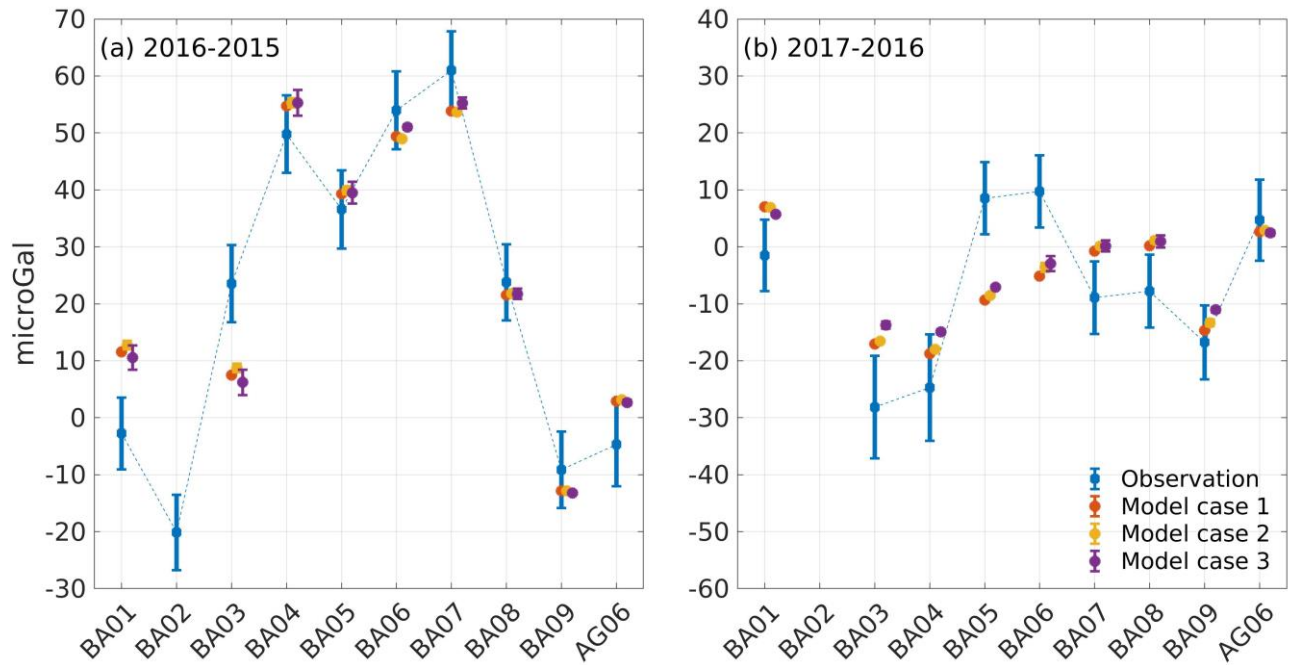 (a) 2016-2015
microGal
70
60
50
40
30
20
10
0
-10
-20
-30
BA01
BA02
BA03
BA04
BA05
BA06
BA07
BA08
BA09
AG06
(b) 2017-2016
40
30
20
10
0
-10
-20
-30
-40
-50
-60
Observation
Model case 1
Model case 2
Model case 3
BA01
BA02
BA03
BA04
BA05
BA06
BA07
BA08
BA09
AG06